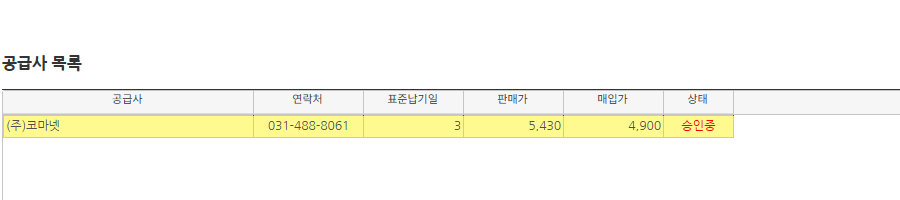 공급사 목록
공급사 연락처 표준납기일 판매가 매입가 상태
(주)코마넷 031-488-8061 3 5,430 4,900 승인중